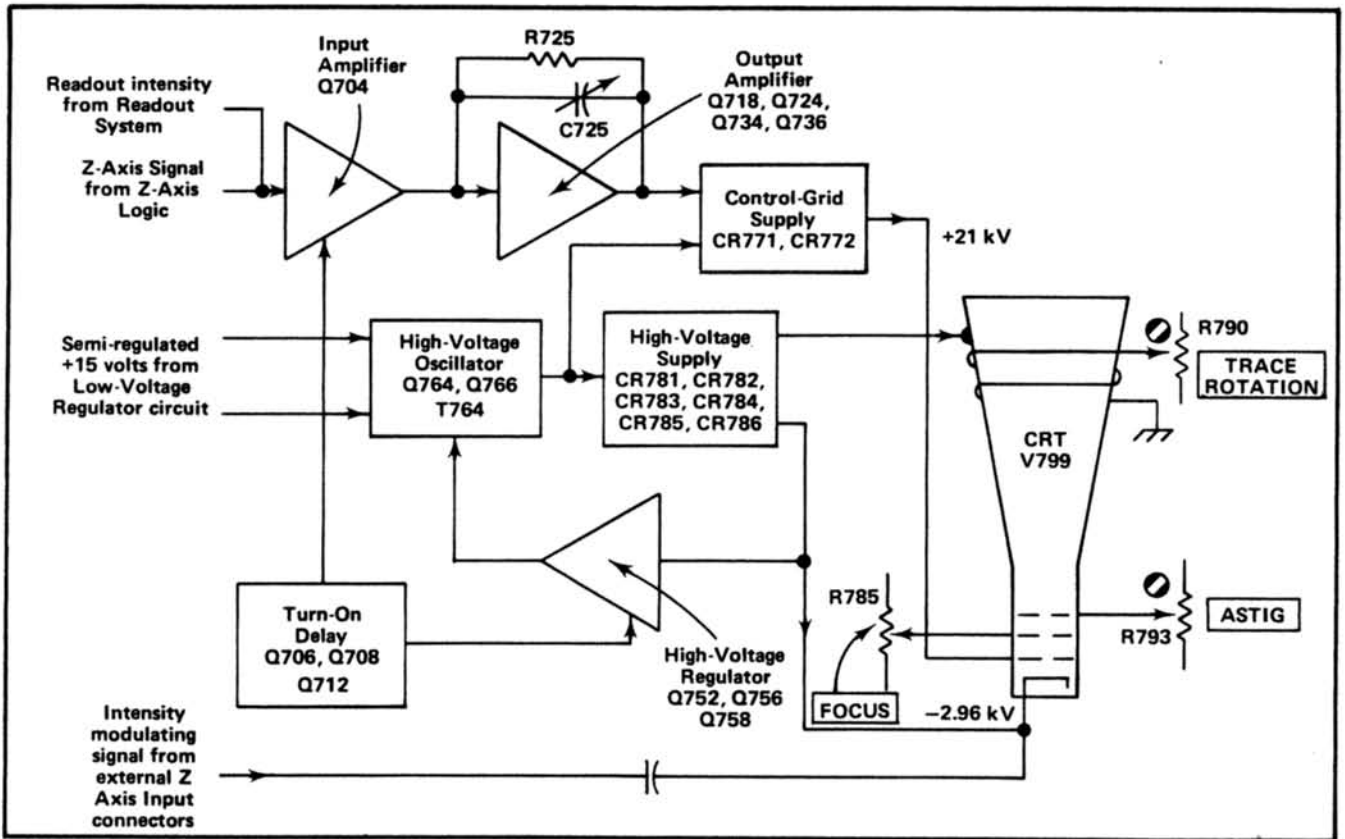 R725
Input
Amplifier
Q704
Output
Amplifier
Q718, Q724,
Q734, Q736
Readout intensity
from Readout
System
C725
Z-Axis Signal
from Z-Axis
Logic
Control-Grid
Supply
CR771, CR772
+21 kV
Semi-regulated
+15 volts from
Low-Voltage
Regulator circuit
High-Voltage
Oscillator
Q764, Q766
T764
High-Voltage
Supply
CR781, CR782,
CR783, CR784,
CR785, CR786
R790
TRACE
ROTATION
CRT
V799
Turn-On
Delay
Q706, Q708
Q712
High-Voltage
Regulator
Q752, Q756
Q758
R785
FOCUS
R793
ASTIG
−2.96 kV
Intensity
modulating
signal from
external Z
Axis Input
connectors